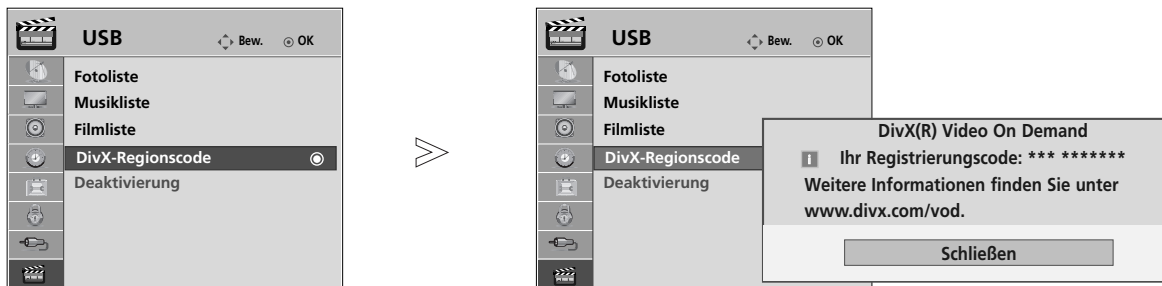 USB Bew. OK
Fotoliste
Musikliste
Filmliste
DivX-Regionscode
Deaktivierung
USB Bew. OK
Fotoliste
Musikliste
Filmliste
DivX-Regionscode
Deaktivierung
DivX(R) Video On Demand
Ihr Registrierungscode: *** *******
Weitere Informationen finden Sie unter
www.divx.com/vod.
Schließen